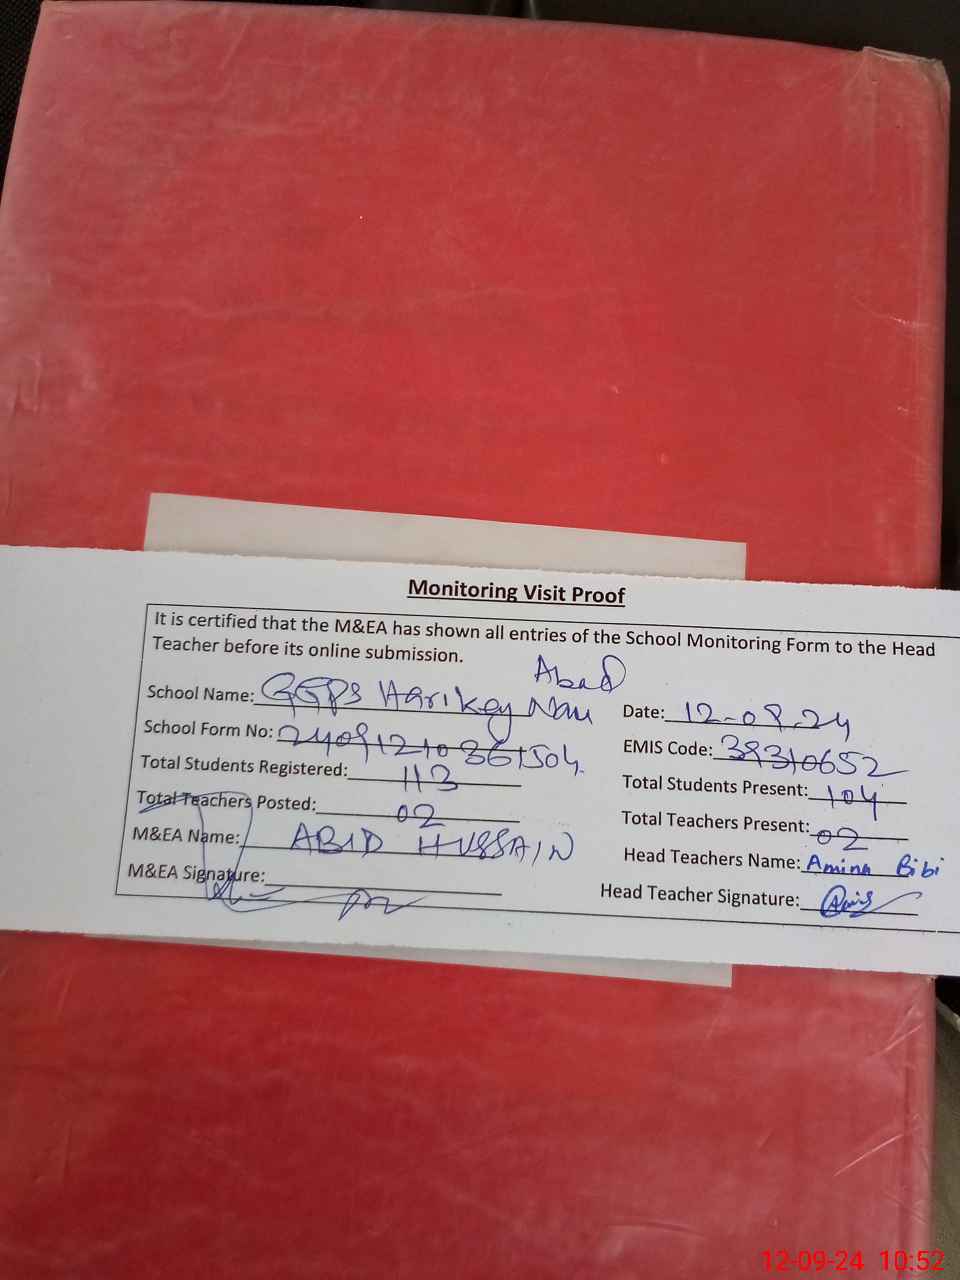 Monitoring Visit Proof
It is certified that the M&EA has shown all entries of the School Monitoring Form to the Head
Teacher before its online submission.
Abad
School Name: GGPS Harikey Nau
Date: 12-09-24
School Form No: 24091210361504
EMIS Code: 39310652
Total Students Registered: 113
Total Students Present: 104
Total Teachers Posted: 02
Total Teachers Present: 02
M&EA Name: ABID HUSSAIN
Head Teachers Name: Amina Bibi
M&EA Signature:
Head Teacher Signature:
12-09-24 10:52